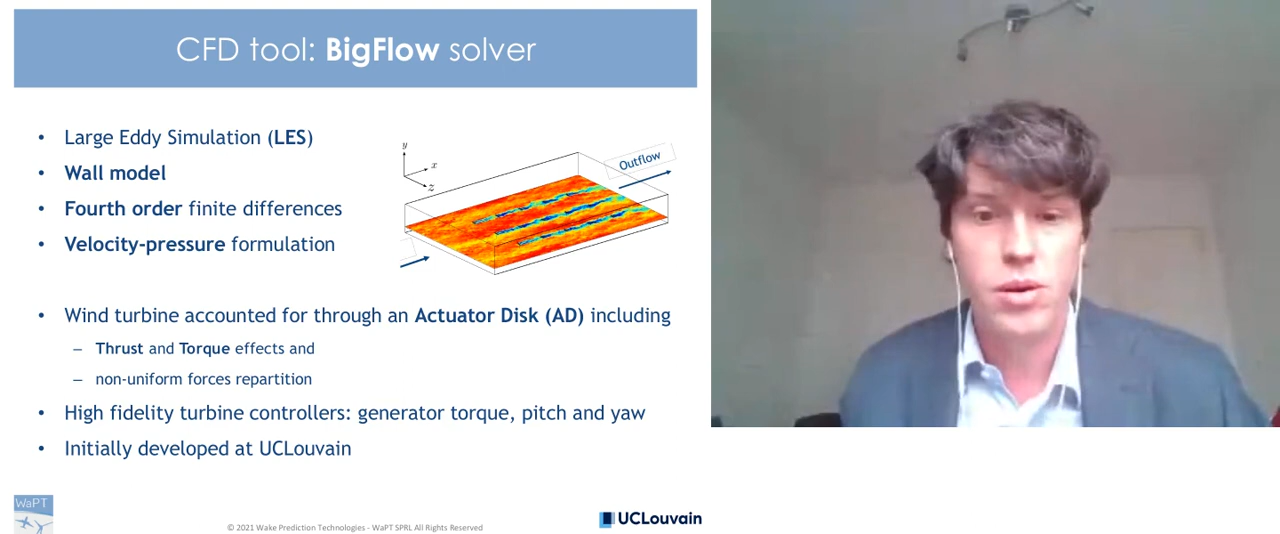 CFD tool: BigFlow solver
• Large Eddy Simulation (LES)
• Wall model
• Fourth order finite differences
• Velocity-pressure formulation
y
x
z
Outflow
• Wind turbine accounted for through an Actuator Disk (AD) including
– Thrust and Torque effects and
– non-uniform forces repartition
• High fidelity turbine controllers: generator torque, pitch and yaw
• Initially developed at UCLouvain
WaPT
© 2021 Wake Prediction Technologies - WaPT SPRL All Rights Reserved
UCLouvain